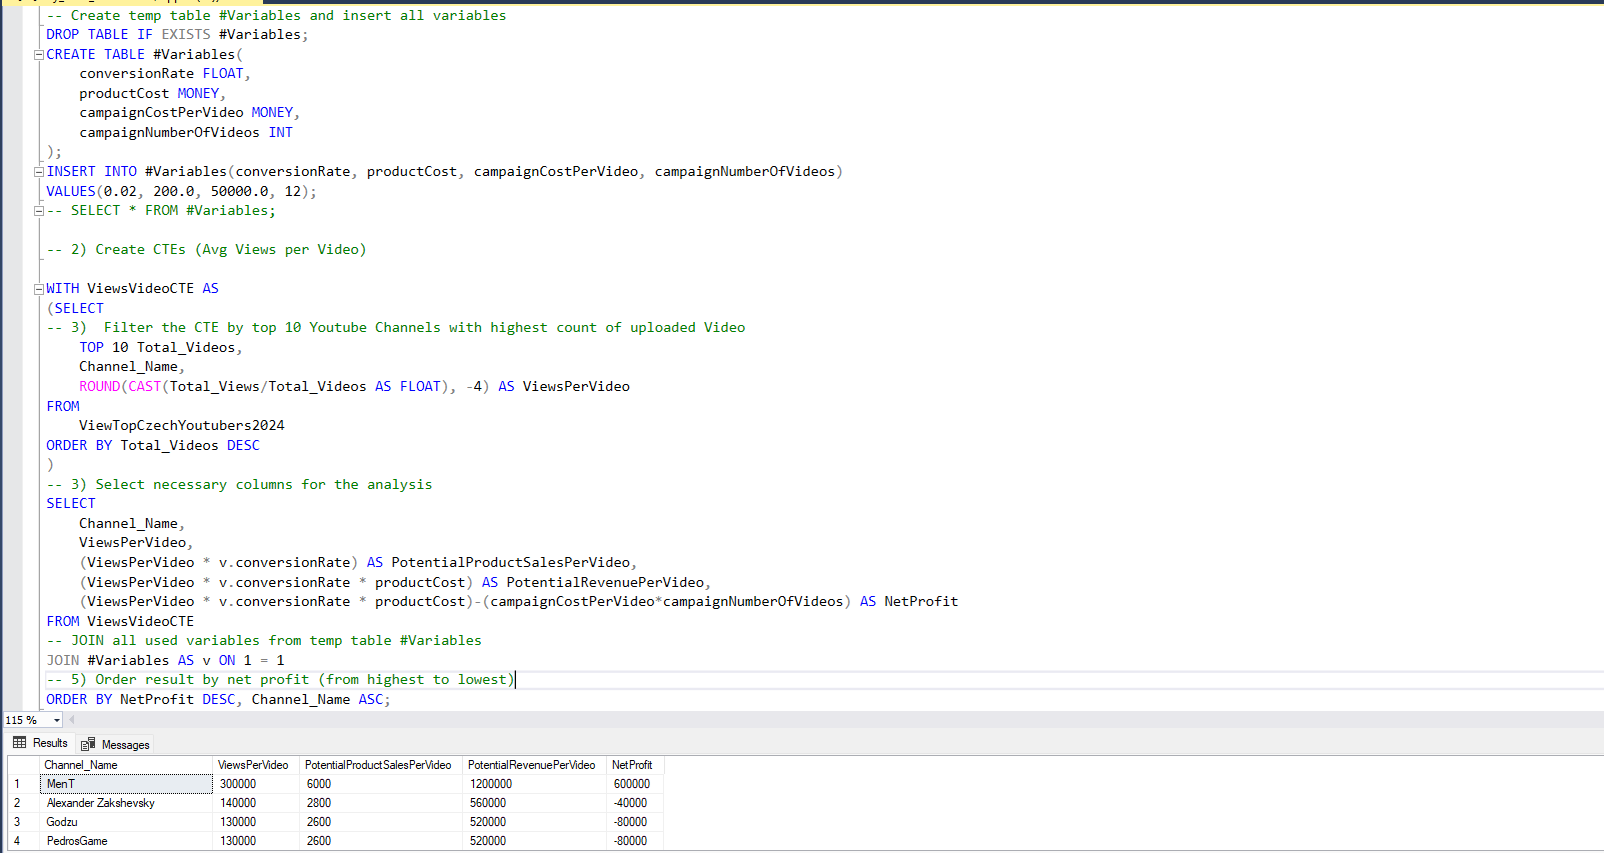 -- Create temp table #Variables and insert all variables
DROP TABLE IF EXISTS #Variables;
CREATE TABLE #Variables(
    conversionRate FLOAT,
    productCost MONEY,
    campaignCostPerVideo MONEY,
    campaignNumberOfVideos INT
);
INSERT INTO #Variables(conversionRate, productCost, campaignCostPerVideo, campaignNumberOfVideos)
VALUES(0.02, 200.0, 50000.0, 12);
-- SELECT * FROM #Variables;
-- 2) Create CTEs (Avg Views per Video)
WITH ViewsVideoCTE AS
(SELECT
-- 3)  Filter the CTE by top 10 Youtube Channels with highest count of uploaded Video
    TOP 10 Total_Videos,
    Channel_Name,
    ROUND(CAST(Total_Views/Total_Videos AS FLOAT), -4) AS ViewsPerVideo
FROM
    ViewTopCzechYoutubers2024
ORDER BY Total_Videos DESC
)
-- 3) Select necessary columns for the analysis
SELECT
    Channel_Name,
    ViewsPerVideo,
    (ViewsPerVideo * v.conversionRate) AS PotentialProductSalesPerVideo,
    (ViewsPerVideo * v.conversionRate * productCost) AS PotentialRevenuePerVideo,
    (ViewsPerVideo * v.conversionRate * productCost)-(campaignCostPerVideo*campaignNumberOfVideos) AS NetProfit
FROM ViewsVideoCTE
-- JOIN all used variables from temp table #Variables
JOIN #Variables AS v ON 1 = 1
-- 5) Order result by net profit (from highest to lowest)
ORDER BY NetProfit DESC, Channel_Name ASC;
115 %
Results Messages
Channel_Name ViewsPerVideo PotentialProductSalesPerVideo PotentialRevenuePerVideo NetProfit
1 MenT 300000 6000 1200000 600000
2 Alexander Zakshevsky 140000 2800 560000 -40000
3 Godzu 130000 2600 520000 -80000
4 PedrosGame 130000 2600 520000 -80000